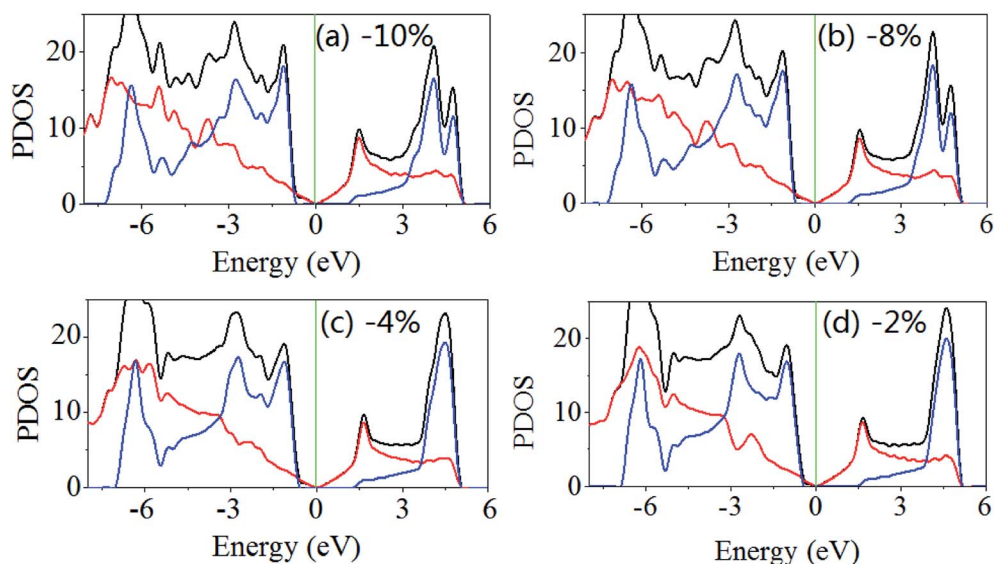 (a) -10%
20
10
0
PDOS
-6 -3 0 3 6
Energy (eV)
(b) -8%
20
10
0
PDOS
-6 -3 0 3 6
Energy (eV)
(c) -4%
20
10
0
PDOS
-6 -3 0 3 6
Energy (eV)
(d) -2%
20
10
0
PDOS
-6 -3 0 3 6
Energy (eV)